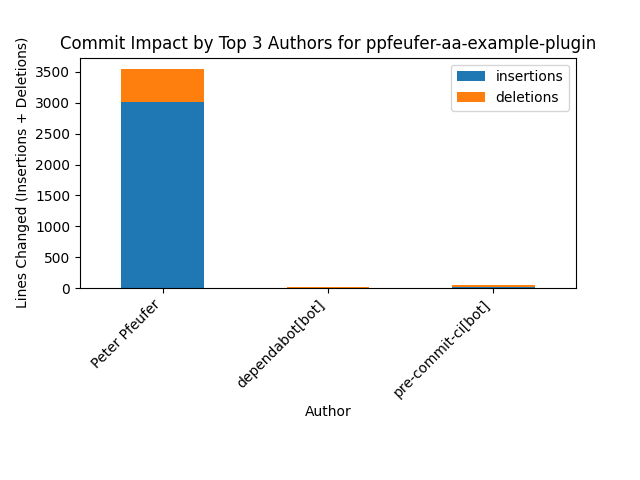 Commit Impact by Top 3 Authors for ppfeufer-aa-example-plugin
Lines Changed (Insertions + Deletions)
3500
3000
2500
2000
1500
1000
500
0
insertions
deletions
Peter Pfeufer
dependabot[bot]
pre-commit-ci[bot]
Author